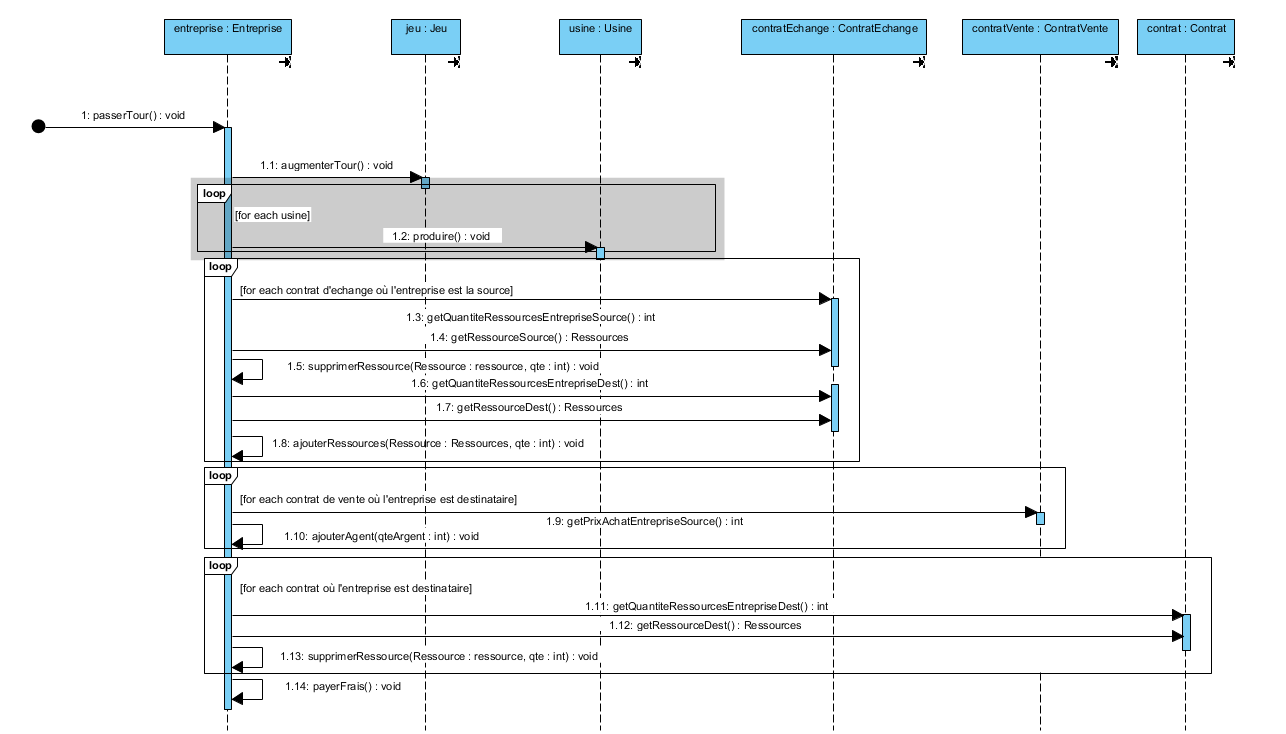 entreprise : Entreprise
jeu : Jeu
usine : Usine
contratEchange : ContratEchange
contratVente : ContratVente
contrat : Contrat
1: passerTour() : void
1.1: augmenterTour() : void
loop
[for each usine]
1.2: produire() : void
loop
[for each contrat d'echange où l'entreprise est la source]
1.3: getQuantiteRessourcesEntrepriseSource() : int
1.4: getRessourceSource() : Ressources
1.5: supprimerRessource(Ressource : ressource, qte : int) : void
1.6: getQuantiteRessourcesEntrepriseDest() : int
1.7: getRessourceDest() : Ressources
1.8: ajouterRessources(Ressource : Ressources, qte : int) : void
loop
[for each contrat de vente où l'entreprise est destinataire]
1.9: getPrixAchatEntrepriseSource() : int
1.10: ajouterAgent(qteArgent : int) : void
loop
[for each contrat où l'entreprise est destinataire]
1.11: getQuantiteRessourcesEntrepriseDest() : int
1.12: getRessourceDest() : Ressources
1.13: supprimerRessource(Ressource : ressource, qte : int) : void
1.14: payerFrais() : void